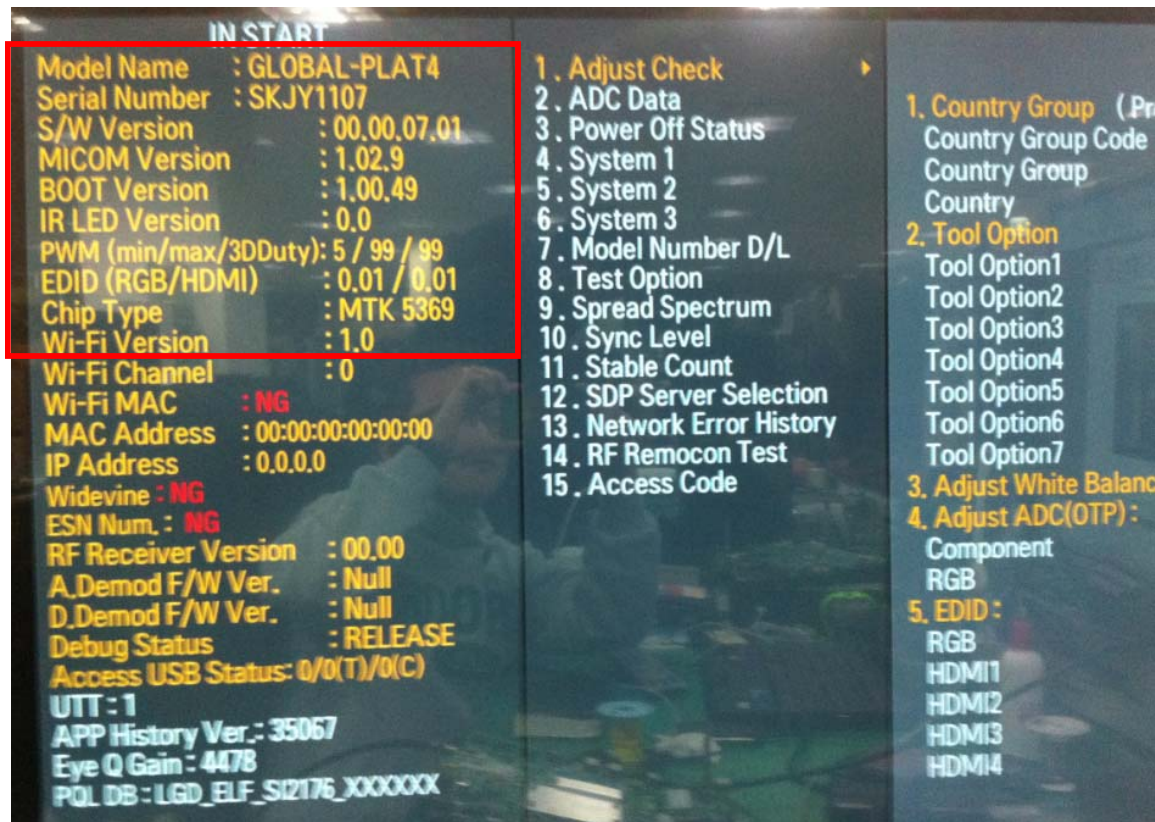 IN START
Model Name : GLOBAL-PLAT4
Serial Number : SKJY1107
S/W Version : 00.00.07.01
MICOM Version : 1.02.9
BOOT Version : 1.00.49
IR LED Version : 0.0
PWM (min/max/3DDuty): 5 / 99 / 99
EDID (RGB/HDMI) : 0.01 / 0.01
Chip Type : MTK 5369
Wi-Fi Version : 1.0
Wi-Fi Channel : 0
Wi-Fi MAC : NG
MAC Address : 00:00:00:00:00:00
IP Address : 0.0.0.0
Widevine : NG
ESN Num. : NG
RF Receiver Version : 00.00
A.Demod F/W Ver. : Null
D.Demod F/W Ver. : Null
Debug Status : RELEASE
Access USB Status: 0/0(T)/0(C)
UTT : 1
APP History Ver.: 35067
Eye Q Gain : 4478
PQL DB : LGD_ELF_SI2176_XXXXXX
1 . Adjust Check
2 . ADC Data
3 . Power Off Status
4 . System 1
5 . System 2
6 . System 3
7 . Model Number D/L
8 . Test Option
9 . Spread Spectrum
10 . Sync Level
11 . Stable Count
12 . SDP Server Selection
13 . Network Error History
14 . RF Remocon Test
15 . Access Code
1. Country Group ( Pr
Country Group Code
Country Group
Country
2. Tool Option
Tool Option1
Tool Option2
Tool Option3
Tool Option4
Tool Option5
Tool Option6
Tool Option7
3. Adjust White Balanc
4. Adjust ADC(OTP) :
Component
RGB
5. EDID :
RGB
HDMI1
HDMI2
HDMI3
HDMI4